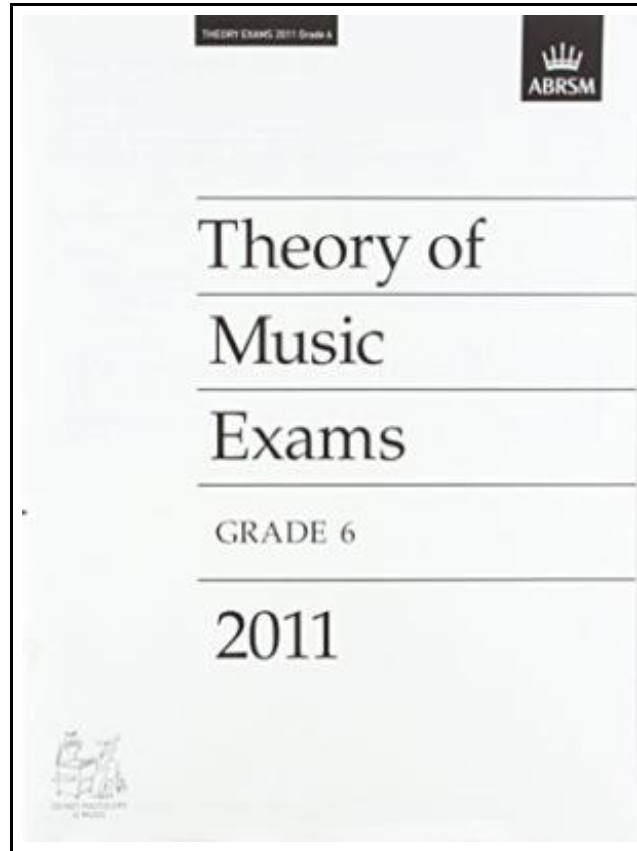 THEORY EXAMS 2011 Grade 6
ABRSM
Theory of
Music
Exams
GRADE 6
2011